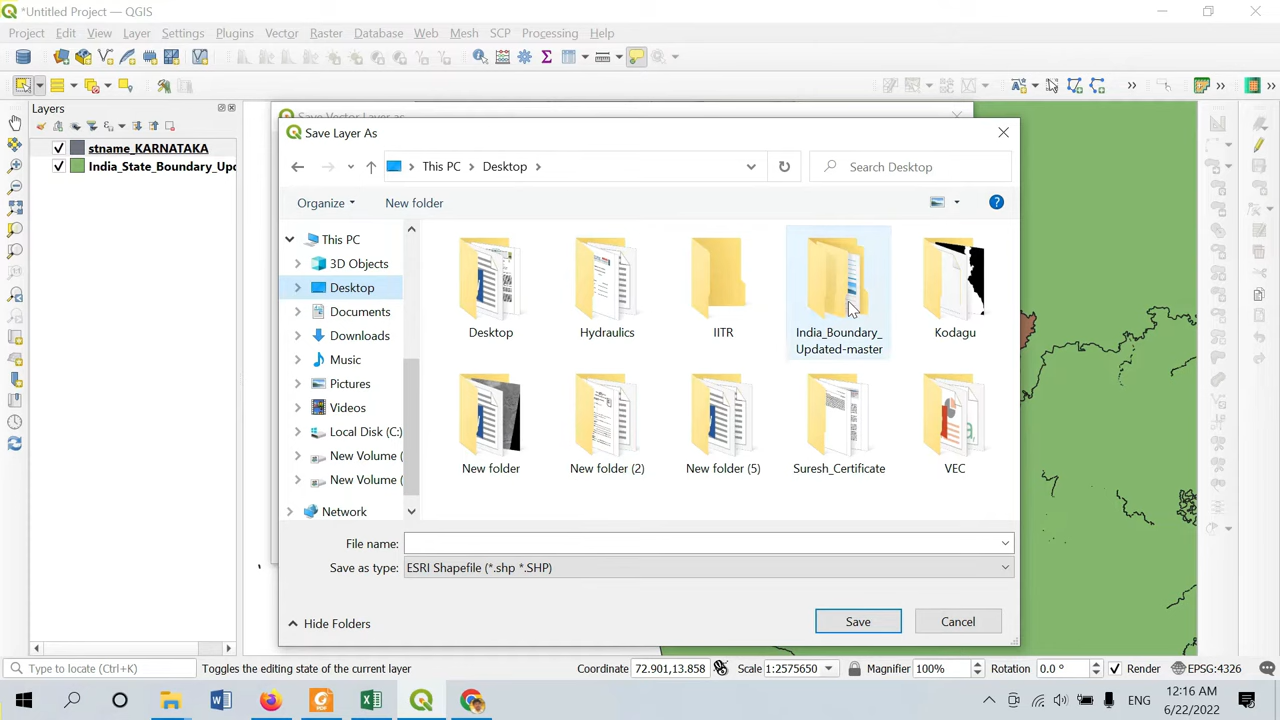 *Untitled Project — QGIS
Project Edit View Layer Settings Plugins Vector Raster Database Web Mesh SCP Processing Help
Layers
stname_KARNATAKA
India_State_Boundary_Upd
Save Vector Layer as
Save Layer As
This PC > Desktop >
Search Desktop
Organize
New folder
This PC
3D Objects
Desktop
Documents
Downloads
Music
Pictures
Videos
Local Disk (C:)
New Volume (
New Volume (
Network
Desktop
Hydraulics
IITR
India_Boundary_
Updated-master
Kodagu
New folder
New folder (2)
New folder (5)
Suresh_Certificate
VEC
File name:
Save as type: ESRI Shapefile (*.shp *.SHP)
Hide Folders
Save
Cancel
Type to locate (Ctrl+K)
Toggles the editing state of the current layer
Coordinate 72.901,13.858
Scale 1:2575650
Magnifier 100%
Rotation 0.0 °
Render
EPSG:4326
ENG
12:16 AM
6/22/2022